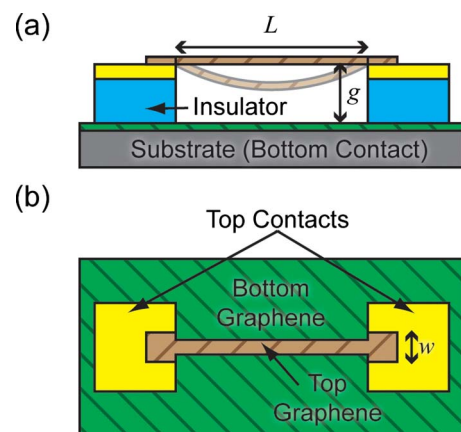 (a)
L
g
Insulator
Substrate (Bottom Contact)
(b)
Top Contacts
Bottom
Graphene
w
Top
Graphene